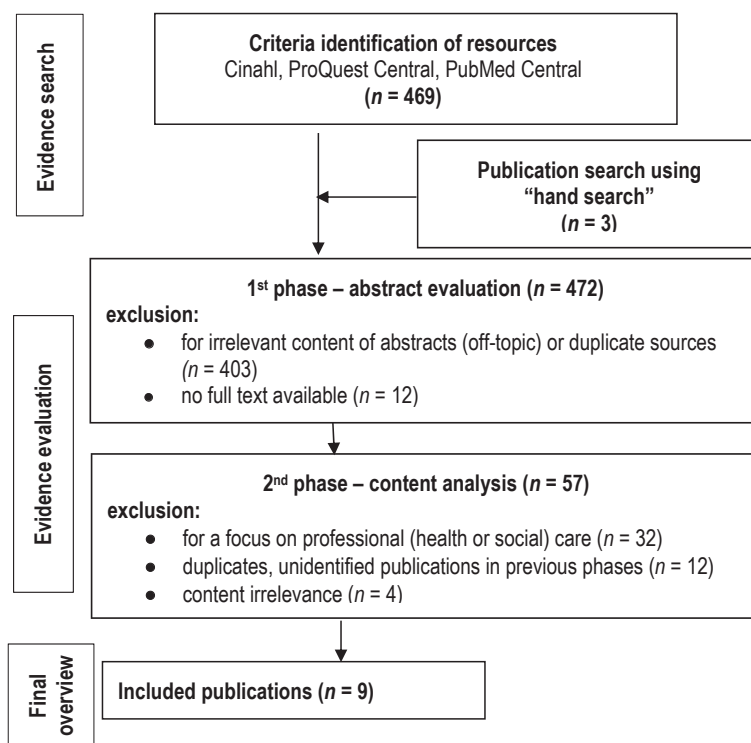 Evidence search
Criteria identification of resources
Cinahl, ProQuest Central, PubMed Central
(n = 469)
Publication search using
“hand search”
(n = 3)
Evidence evaluation
1st phase – abstract evaluation (n = 472)
exclusion:
● for irrelevant content of abstracts (off-topic) or duplicate sources
(n = 403)
● no full text available (n = 12)
2nd phase – content analysis (n = 57)
exclusion:
● for a focus on professional (health or social) care (n = 32)
● duplicates, unidentified publications in previous phases (n = 12)
● content irrelevance (n = 4)
Final
overview
Included publications (n = 9)